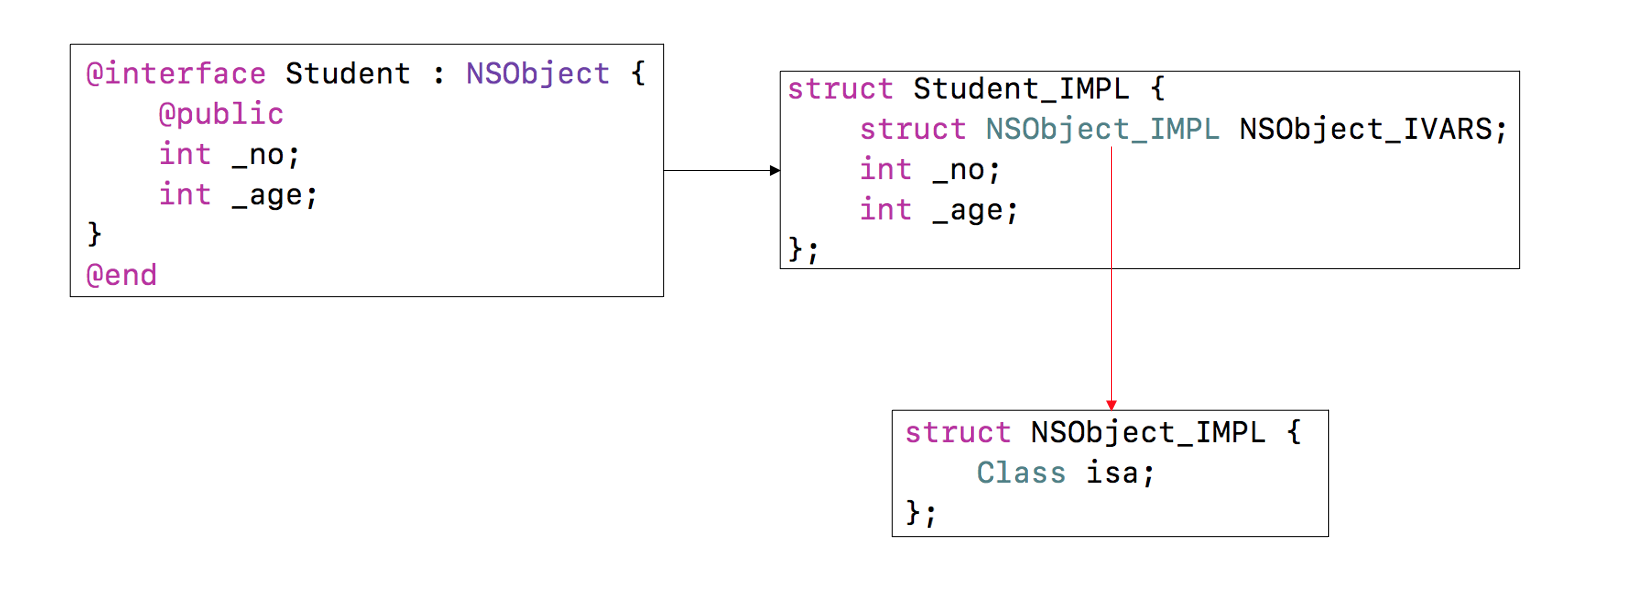 @interface Student : NSObject {
    @public
    int _no;
    int _age;
}
@end
struct Student_IMPL {
    struct NSObject_IMPL NSObject_IVARS;
    int _no;
    int _age;
};
struct NSObject_IMPL {
    Class isa;
};